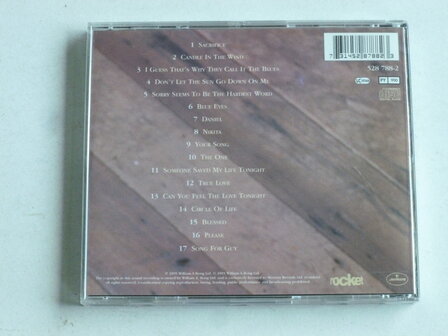 1 Sacrifice
2 Candle In The Wind
3 I Guess That's Why They Call It The Blues
4 Don't Let The Sun Go Down On Me
5 Sorry Seems To Be The Hardest Word
6 Blue Eyes
7 Daniel
8 Nikita
9 Your Song
10 The One
11 Someone Saved My Life Tonight
12 True Love
13 Can You Feel The Love Tonight
14 Circle Of Life
15 Blessed
16 Please
17 Song For Guy
7 31452 87882 3
528 788-2
rocket